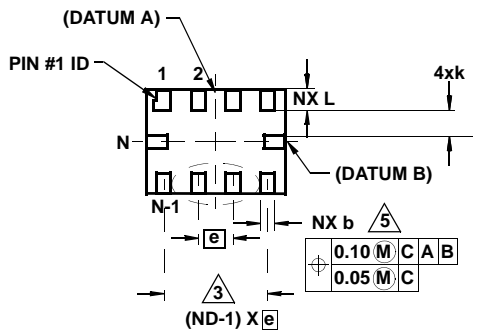 (DATUM A)
PIN #1 ID
1 2
4xk
NX L
N
(DATUM B)
N-1
NX b 5
e
0.10 M C A B
0.05 M C
3
(ND-1) X e